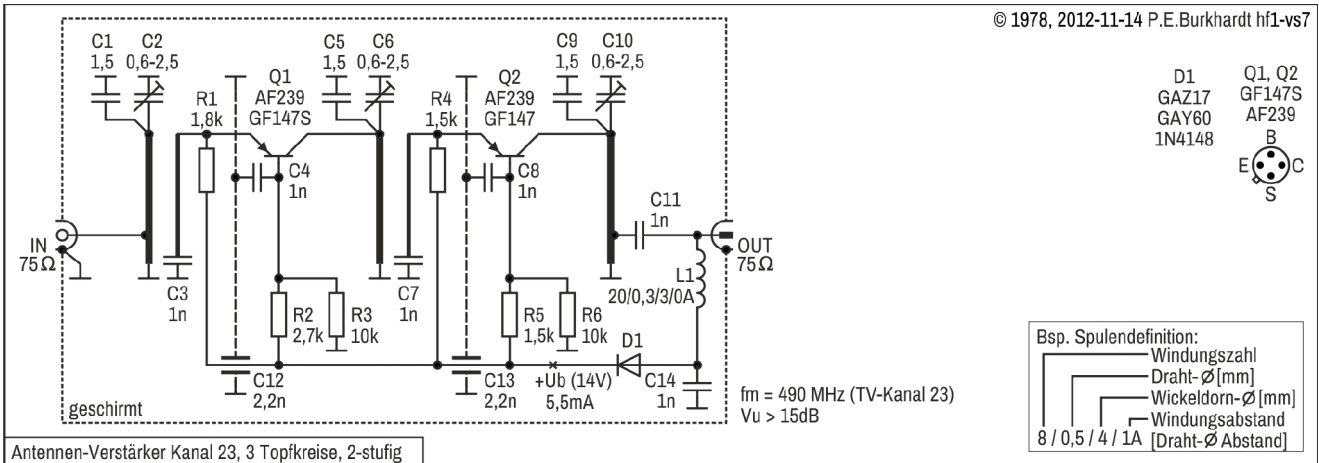 © 1978, 2012-11-14 P.E.Burkhardt hf1-vs7
C1
1,5
C2
0,6-2,5
C5
1,5
C6
0,6-2,5
C9
1,5
C10
0,6-2,5
Q1
AF239
GF147S
Q2
AF239
GF147
R1
1,8k
R4
1,5k
D1
GAZ17
GAY60
1N4148
Q1, Q2
GF147S
AF239
B
E
C
S
C4
1n
C8
1n
C11
1n
IN
75Ω
OUT
75Ω
C3
1n
C7
1n
L1
20/0,3/3/0A
R2
2,7k
R3
10k
R5
1,5k
R6
10k
D1
C12
2,2n
C13
2,2n
+Ub (14V)
5,5mA
C14
1n
geschirmt
fm = 490 MHz (TV-Kanal 23)
Vu > 15dB
Bsp. Spulendefinition:
Windungszahl
Draht-Ø [mm]
Wickeldorn-Ø [mm]
Windungsabstand
8 / 0,5 / 4 / 1A [Draht-Ø Abstand]
Antennen-Verstärker Kanal 23, 3 Topfkreise, 2-stufig